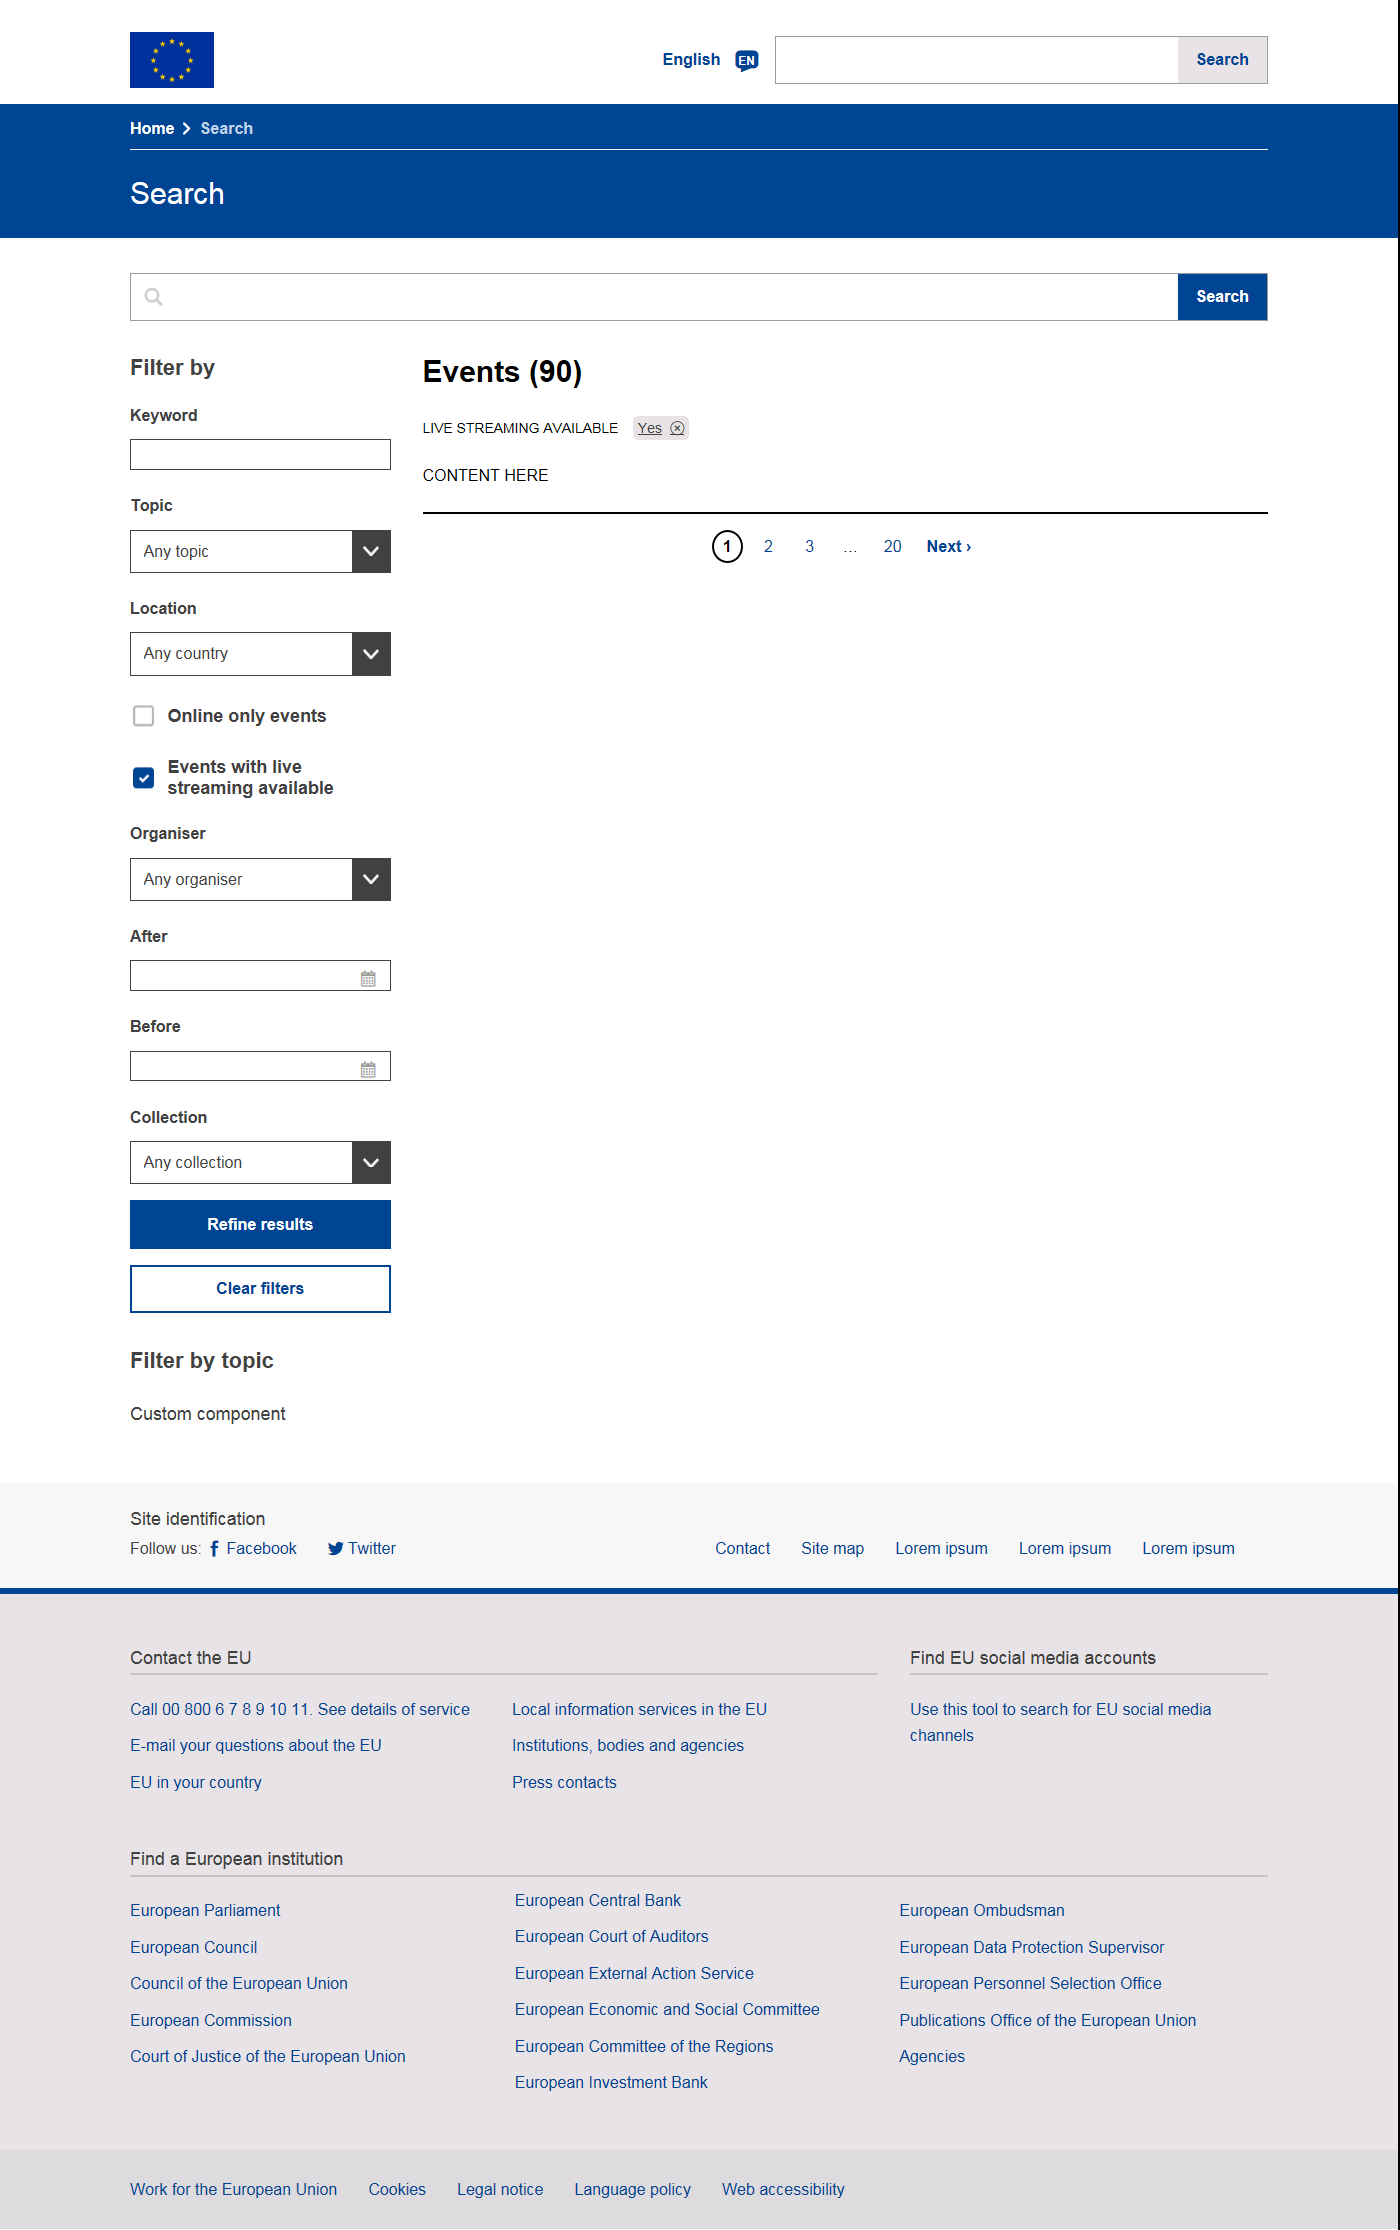 English EN Search
Home Search
Search
Search
Filter by
Keyword
Topic
Any topic
Location
Any country
Online only events
Events with live
streaming available
Organiser
Any organiser
After
Before
Collection
Any collection
Refine results
Clear filters
Filter by topic
Custom component
Events (90)
LIVE STREAMING AVAILABLE Yes
CONTENT HERE
1 2 3 … 20 Next ›
Site identification
Follow us: Facebook Twitter
Contact Site map Lorem ipsum Lorem ipsum Lorem ipsum
Contact the EU
Call 00 800 6 7 8 9 10 11. See details of service
E-mail your questions about the EU
EU in your country
Local information services in the EU
Institutions, bodies and agencies
Press contacts
Find EU social media accounts
Use this tool to search for EU social media
channels
Find a European institution
European Parliament
European Council
Council of the European Union
European Commission
Court of Justice of the European Union
European Central Bank
European Court of Auditors
European External Action Service
European Economic and Social Committee
European Committee of the Regions
European Investment Bank
European Ombudsman
European Data Protection Supervisor
European Personnel Selection Office
Publications Office of the European Union
Agencies
Work for the European Union Cookies Legal notice Language policy Web accessibility